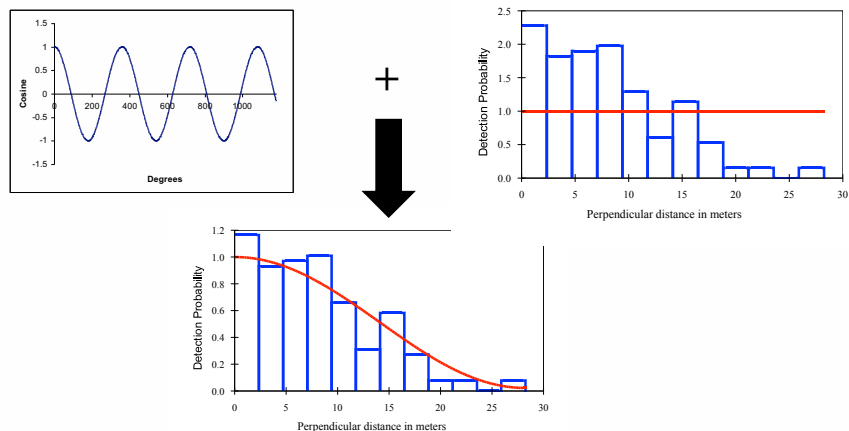 1.5
1
0.5
0
-0.5
-1
-1.5
0 200 400 600 800 1000
Cosine
Degrees
+
2.5
2.0
1.5
1.0
0.5
0.0
0 5 10 15 20 25 30
Detection Probability
Perpendicular distance in meters
1.2
1.0
0.8
0.6
0.4
0.2
0.0
0 5 10 15 20 25 30
Detection Probability
Perpendicular distance in meters